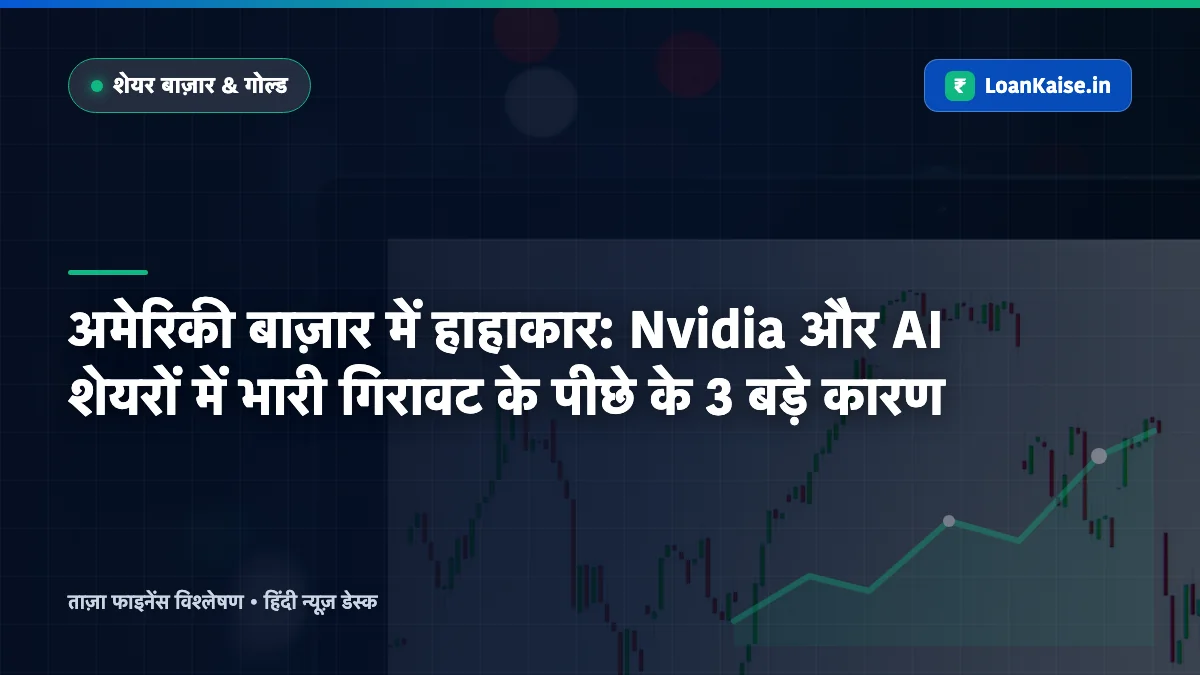 शेयर बाज़ार & गोल्ड
₹ LoanKaise.in
अमेरिकी बाज़ार में हाहाकार: Nvidia और AI
शेयरों में भारी गिरावट के पीछे के 3 बड़े कारण
ताज़ा फाइनेंस विश्लेषण • हिंदी न्यूज़ डेस्क